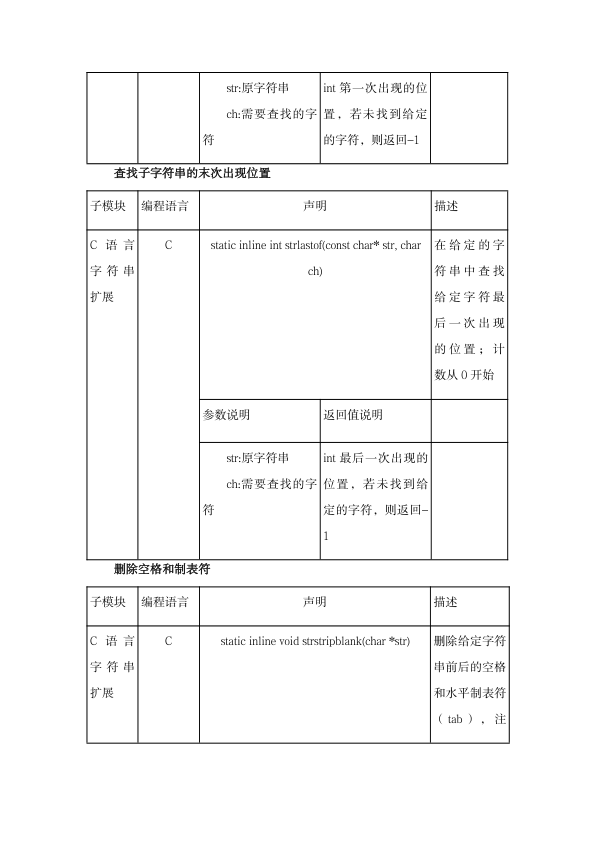 str:原字符串
ch:需要查找的字
符
int 第一次出现的位
置，若未找到给定
的字符，则返回–1
查找子字符串的末次出现位置
子模块 编程语言 声明 描述
C 语言
字符串
扩展
C
static inline int strlastof(const char* str, char
ch)
在给定的字
符串中查找
给定字符最
后一次出现
的位置；计
数从 0 开始
参数说明 返回值说明
str:原字符串
ch:需要查找的字
符
int 最后一次出现的
位置，若未找到给
定的字符，则返回–
1
删除空格和制表符
子模块 编程语言 声明 描述
C 语言
字符串
扩展
C
static inline void strstripblank(char *str)
删除给定字符
串前后的空格
和水平制表符
（tab），注